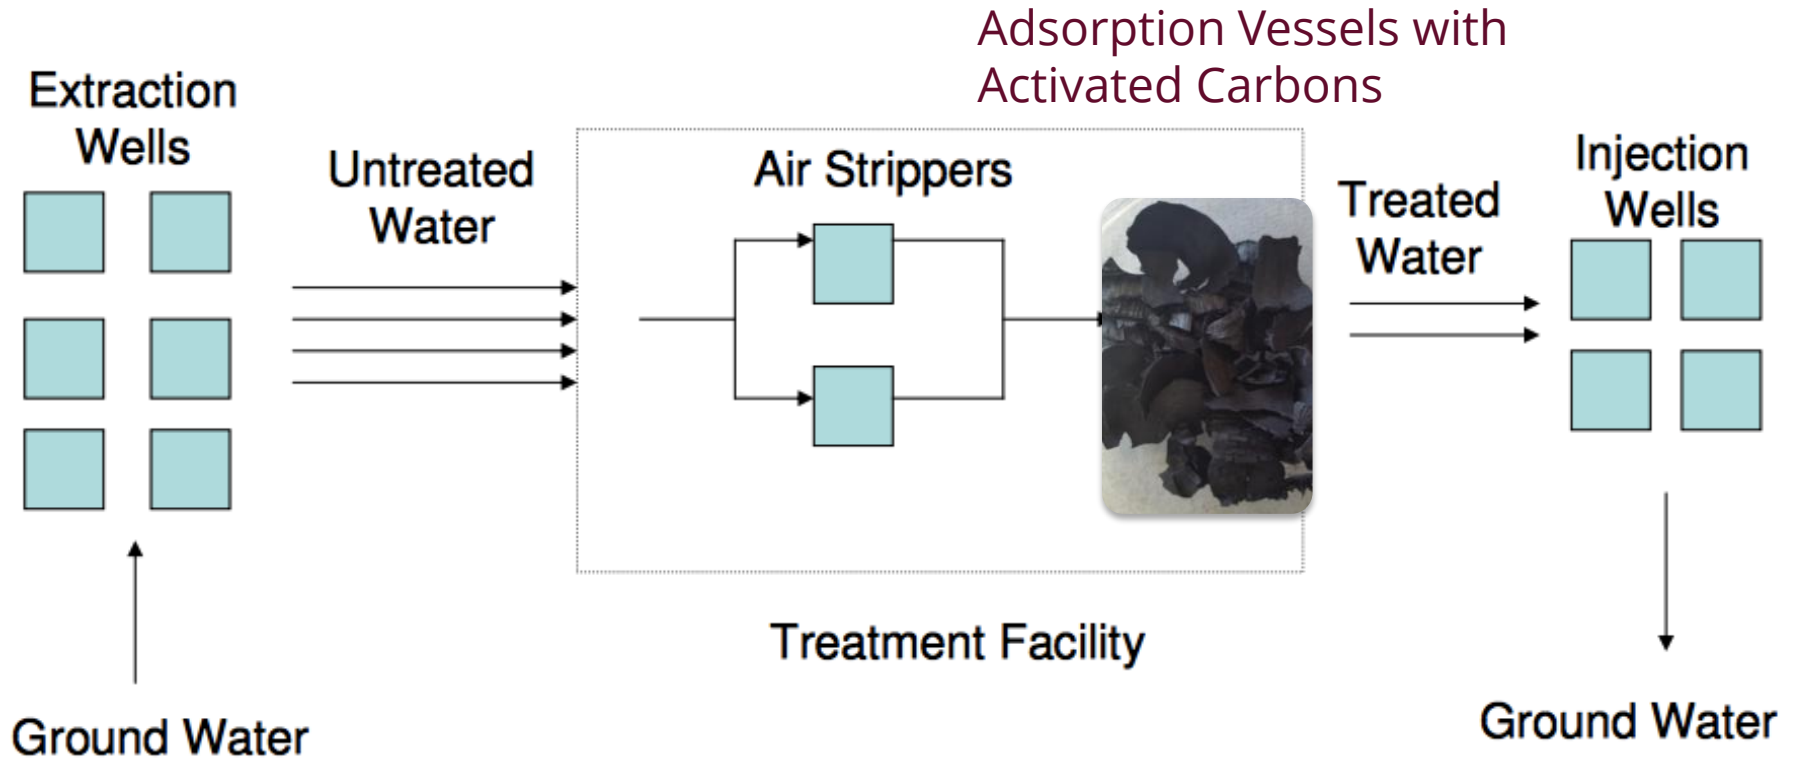 Adsorption Vessels with
Activated Carbons
Extraction
Wells
Untreated
Water
Air Strippers
Treated
Water
Injection
Wells
Treatment Facility
Ground Water
Ground Water